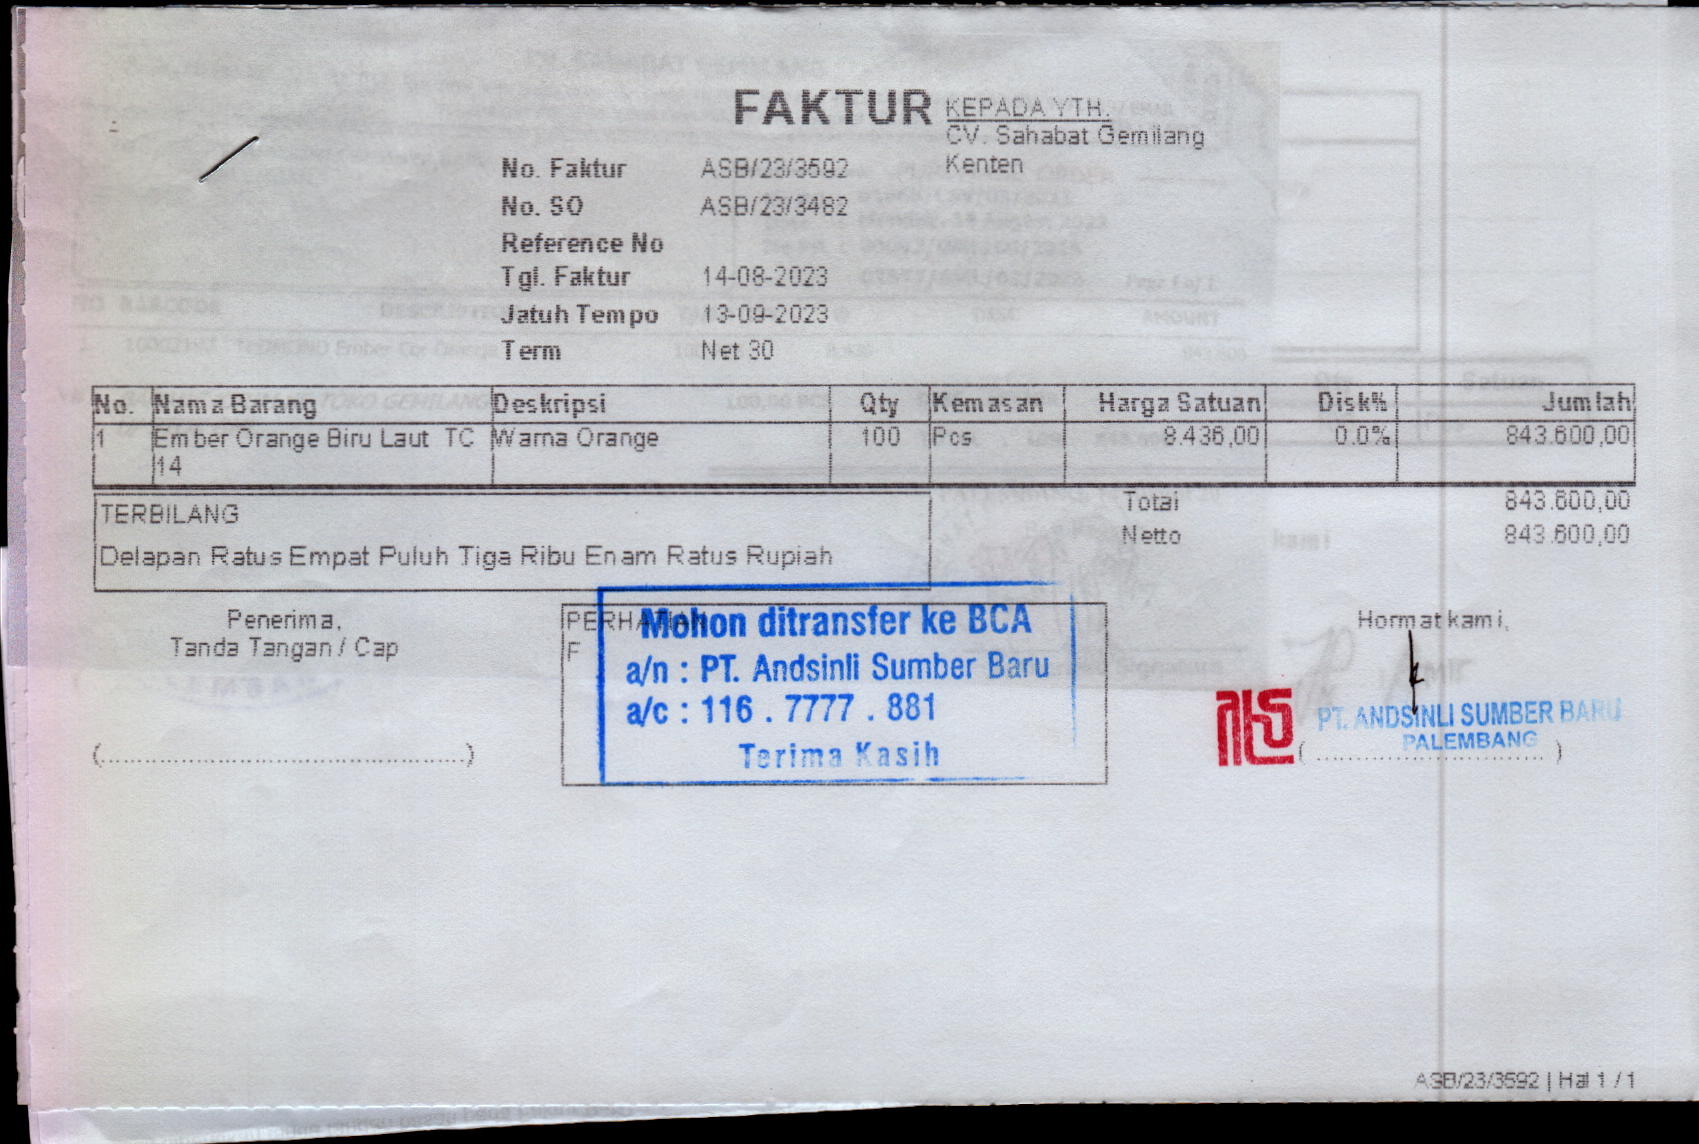 FAKTUR
KEPADA YTH.
CV. Sahabat Gemilang
Kenten
No. Faktur ASB/23/3592
No. SO ASB/23/3482
Reference No
Tgl. Faktur 14-08-2023
Jatuh Tempo 13-09-2023
Term Net 30
No. Nama Barang Deskripsi Qty Kemasan Harga Satuan Disk% Jumlah
1 Ember Orange Biru Laut TC Warna Orange 100 Pcs 8.436,00 0.0% 843.600,00
14
Total 843.600,00
Netto 843.600,00
TERBILANG
Delapan Ratus Empat Puluh Tiga Ribu Enam Ratus Rupiah
Penerima,
Tanda Tangan / Cap
(........................................................)
PERHATIAN
F
Mohon ditransfer ke BCA
a/n : PT. Andsinli Sumber Baru
a/c : 116 . 7777 . 881
Terima Kasih
Hormat kami,
PT. ANDSINLI SUMBER BARU
PALEMBANG
(..............................)
ASB/23/3592 | Hal 1 / 1